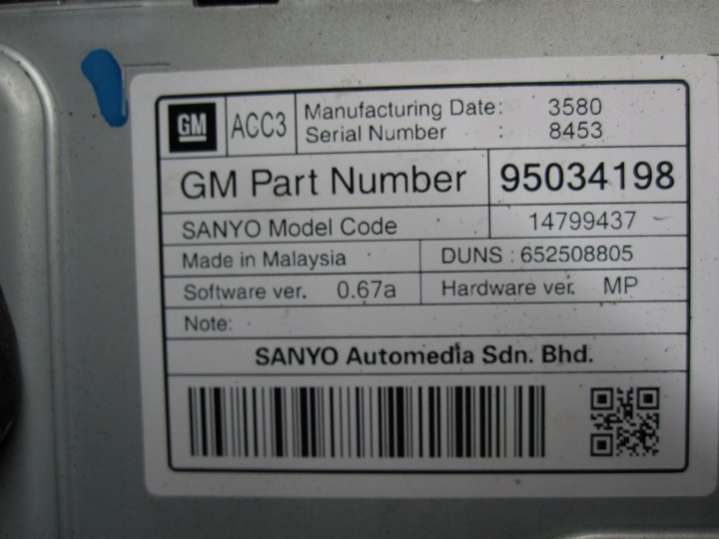 GM ACC3 Manufacturing Date: 3580
Serial Number : 8453
GM Part Number 95034198
SANYO Model Code 14799437
Made in Malaysia DUNS : 652508805
Software ver. 0.67a Hardware ver. MP
Note:
SANYO Automedia Sdn. Bhd.